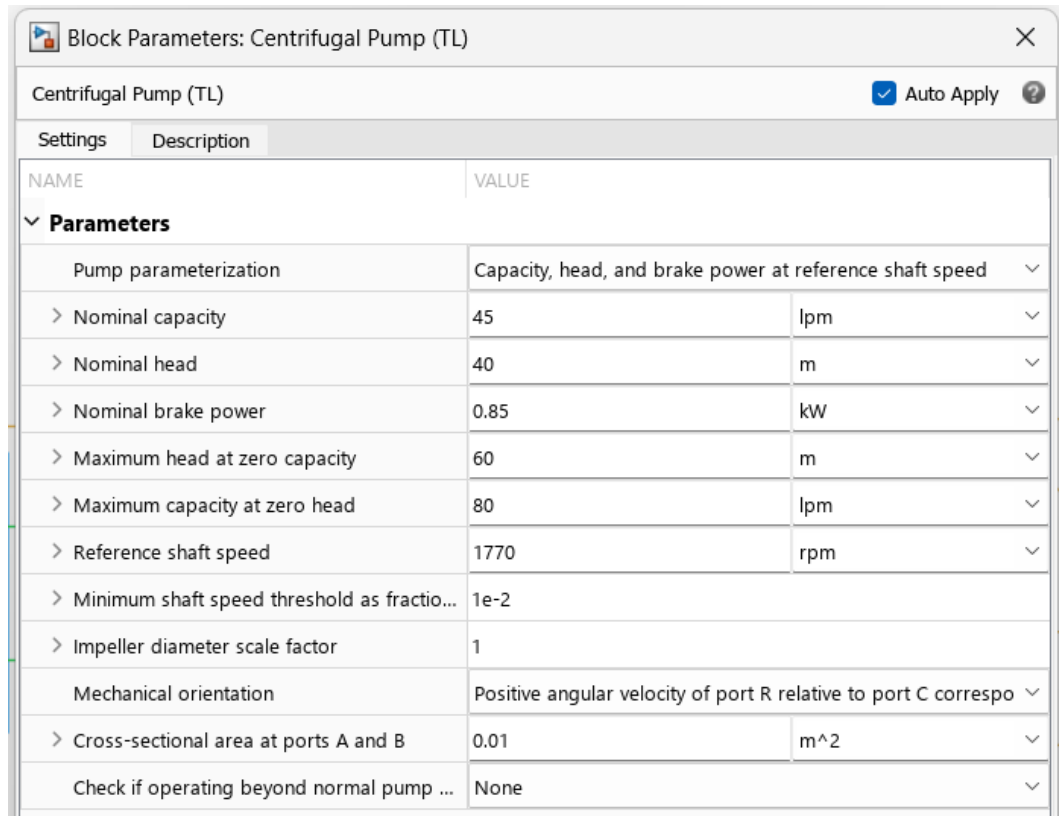 Block Parameters: Centrifugal Pump (TL)
Centrifugal Pump (TL) Auto Apply
Settings Description
NAME VALUE
Parameters
Pump parameterization Capacity, head, and brake power at reference shaft speed
Nominal capacity 45 lpm
Nominal head 40 m
Nominal brake power 0.85 kW
Maximum head at zero capacity 60 m
Maximum capacity at zero head 80 lpm
Reference shaft speed 1770 rpm
Minimum shaft speed threshold as fractio... 1e-2
Impeller diameter scale factor 1
Mechanical orientation Positive angular velocity of port R relative to port C correspo
Cross-sectional area at ports A and B 0.01 m^2
Check if operating beyond normal pump ... None